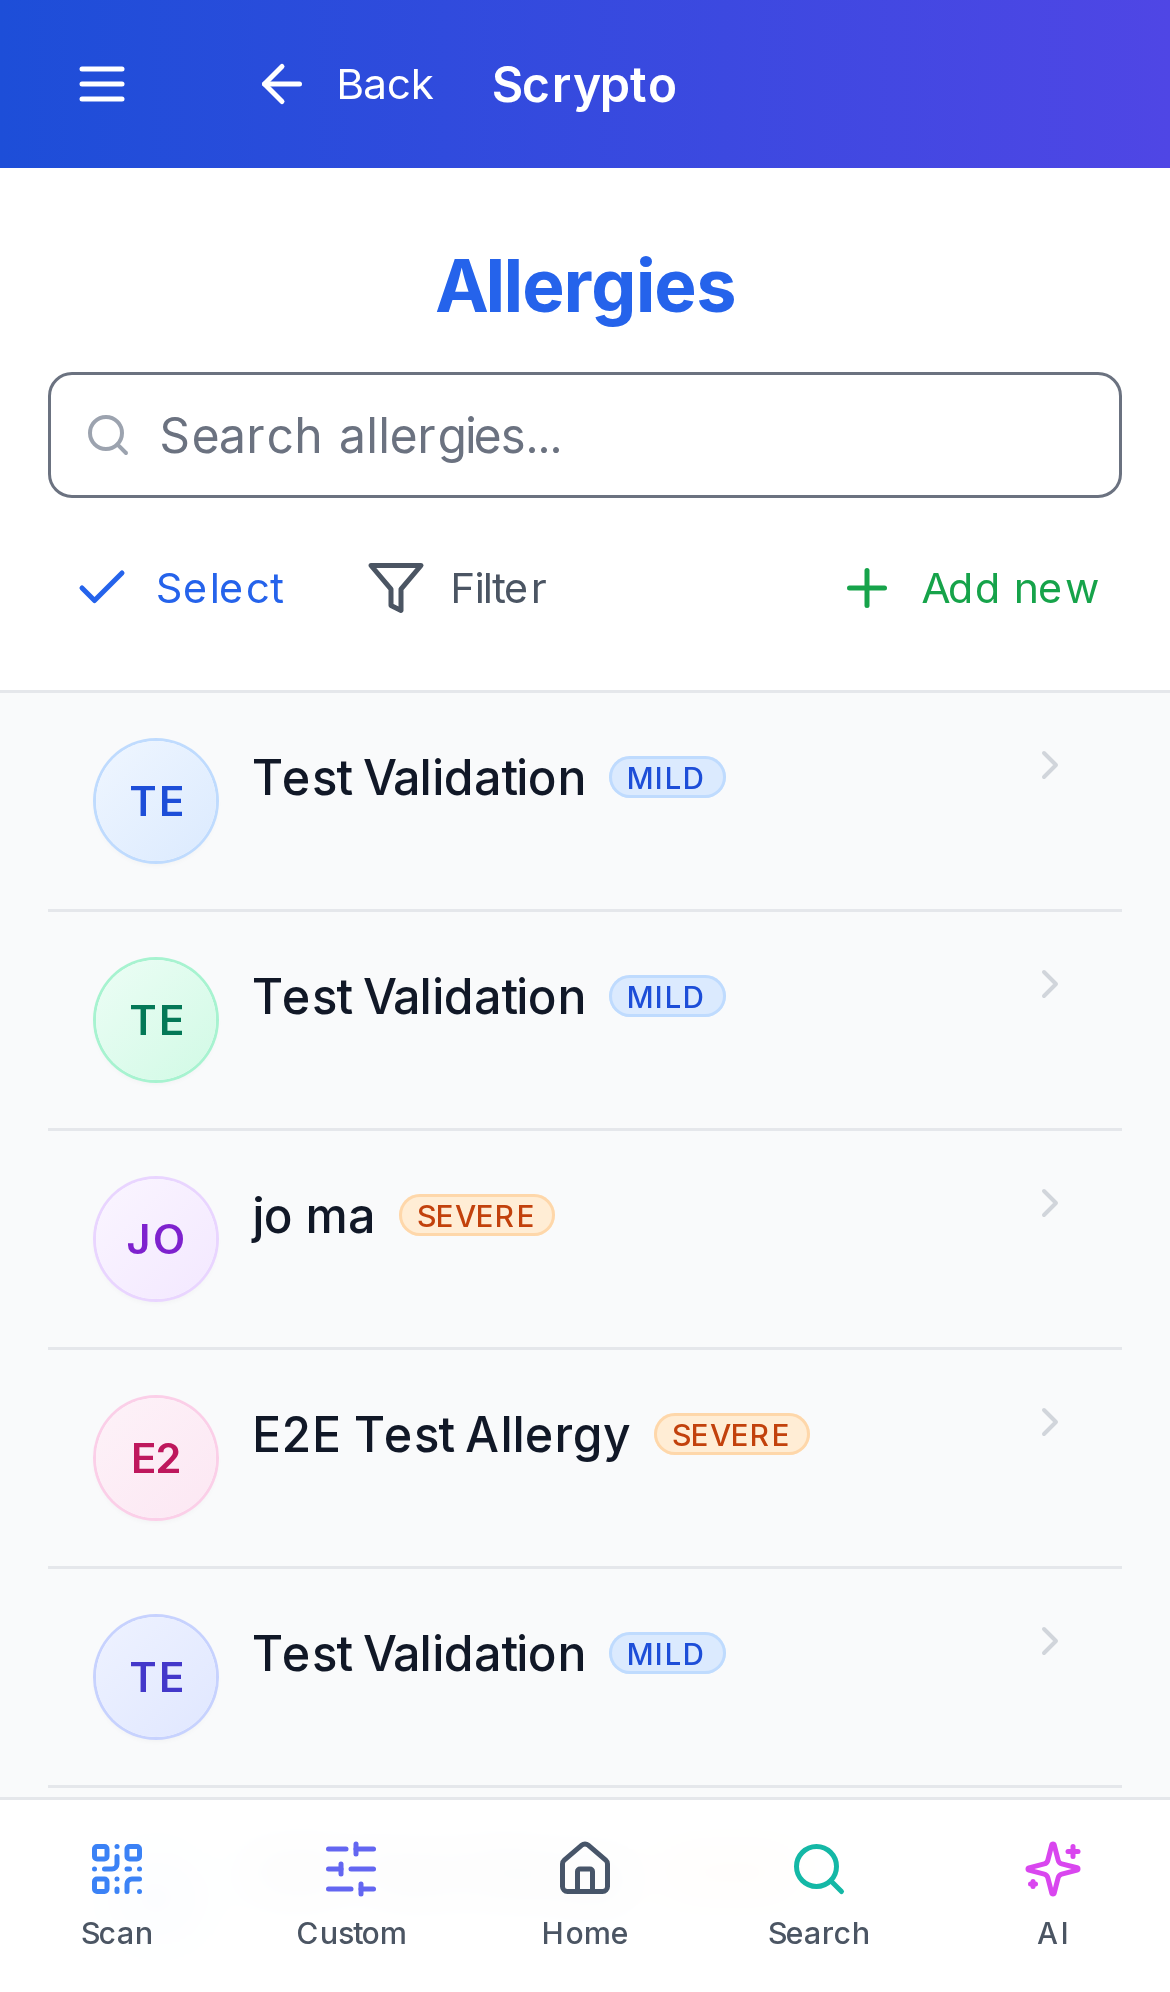 Back Scrypto
Allergies
Search allergies...
Select Filter Add new
TE Test Validation MILD
TE Test Validation MILD
JO jo ma SEVERE
E2 E2E Test Allergy SEVERE
TE Test Validation MILD
Scan Custom Home Search AI